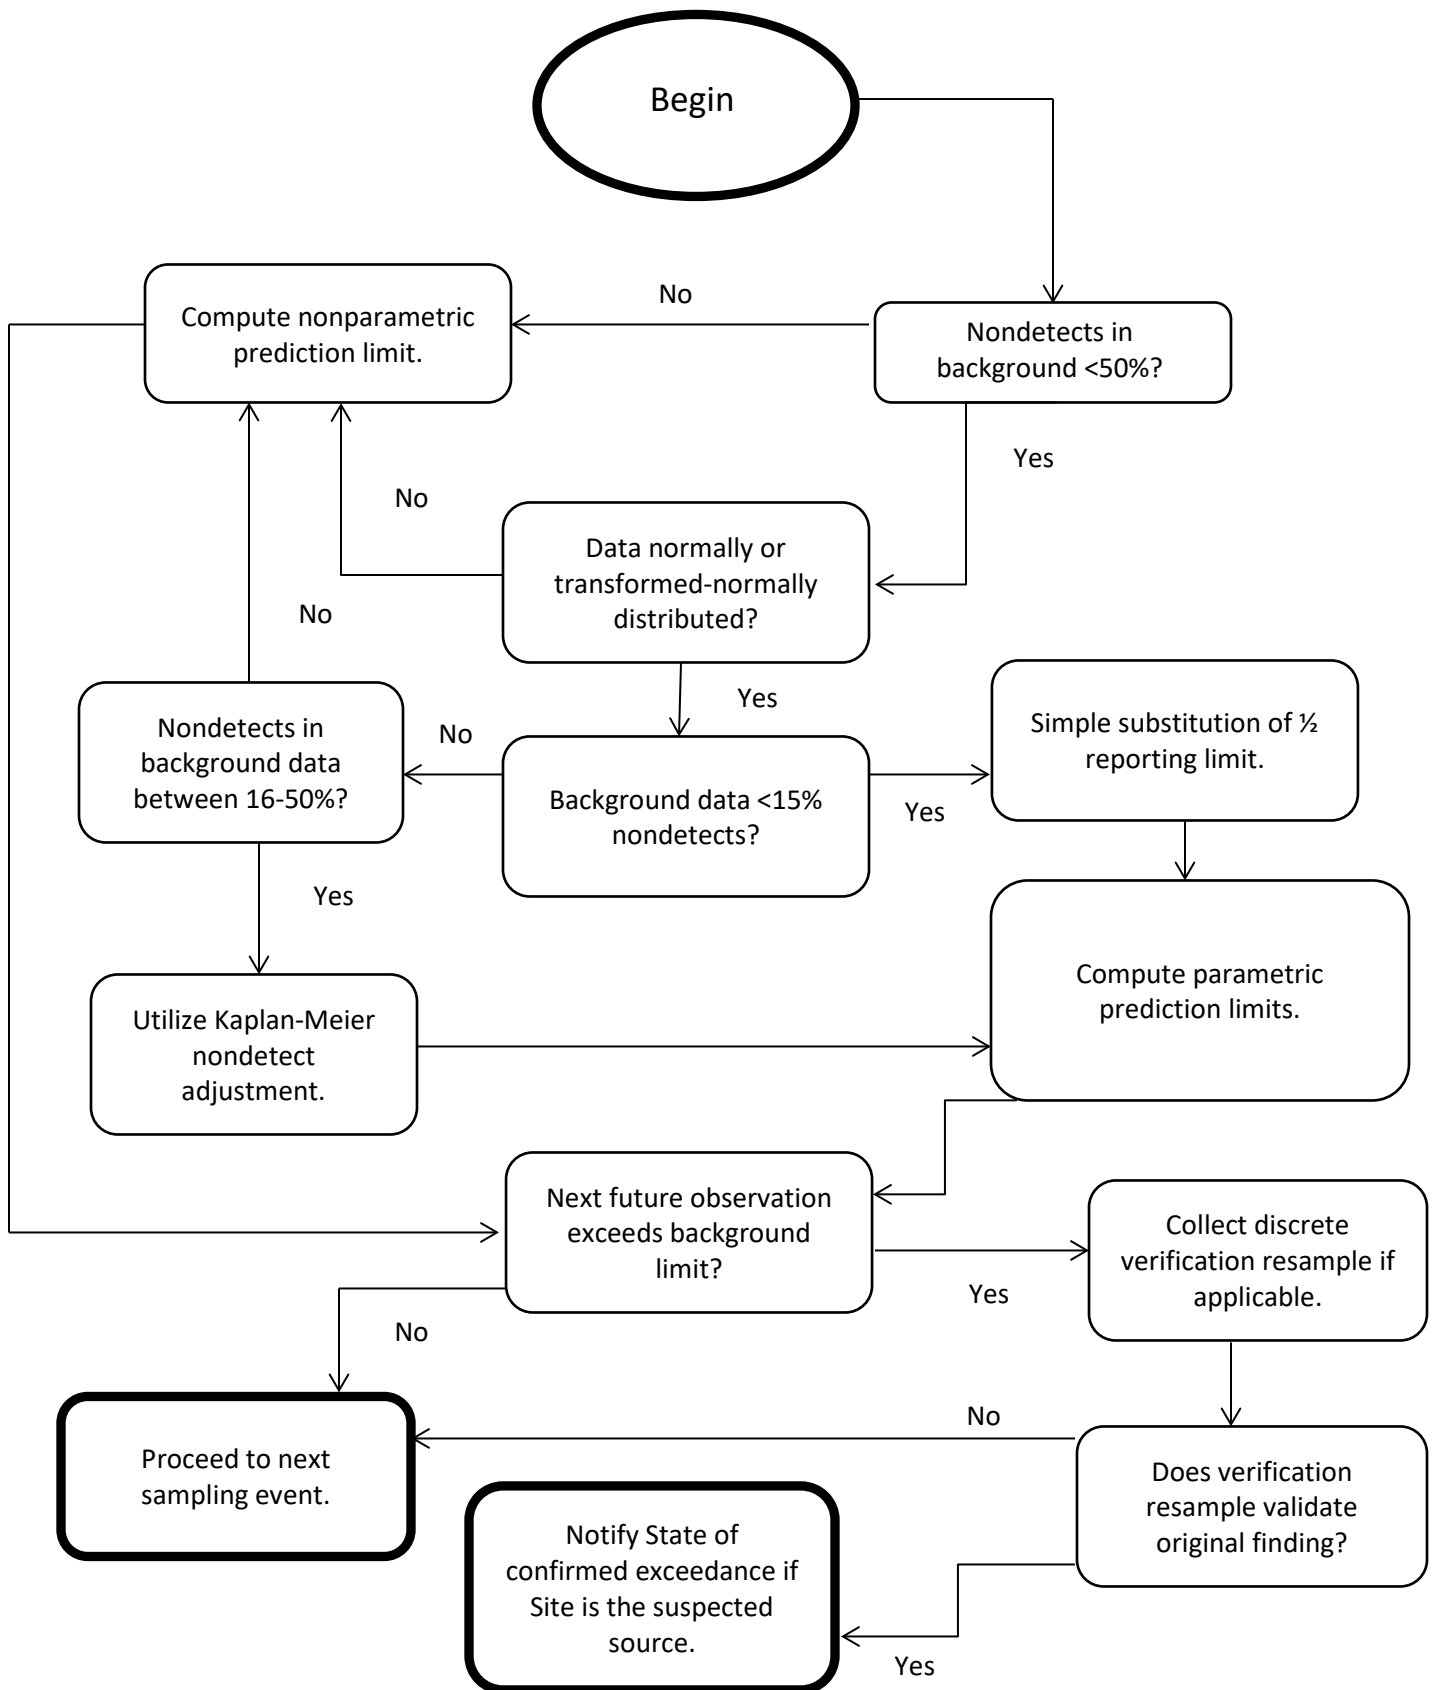 Begin
No
Compute nonparametric
prediction limit.
Nondetects in
background <50%?
Yes
No
Data normally or
transformed-normally
distributed?
No
Yes
Nondetects in
background data
between 16-50%?
No
Background data <15%
nondetects?
Yes
Simple substitution of ½
reporting limit.
Yes
Utilize Kaplan-Meier
nondetect
adjustment.
Compute parametric
prediction limits.
Next future observation
exceeds background
limit?
Yes
Collect discrete
verification resample if
applicable.
No
Proceed to next
sampling event.
No
Does verification
resample validate
original finding?
Notify State of
confirmed exceedance if
Site is the suspected
source.
Yes